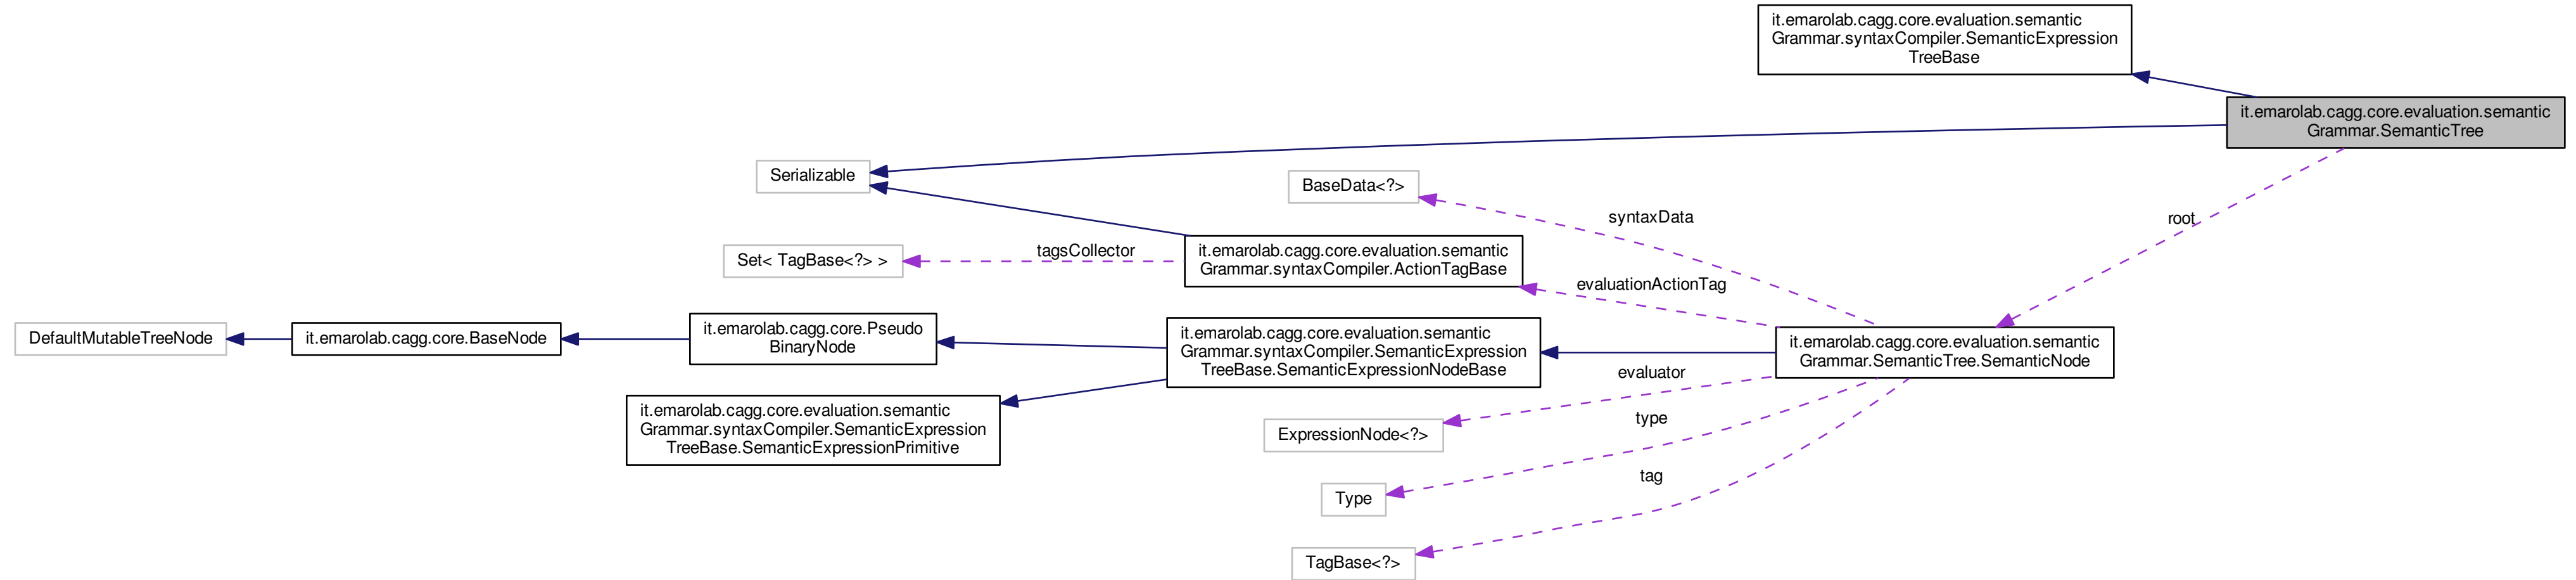 it.emarolab.cagg.core.evaluation.semantic
Grammar.syntaxCompiler.SemanticExpression
TreeBase
it.emarolab.cagg.core.evaluation.semantic
Grammar.SemanticTree
Serializable
BaseData<?>
syntaxData
root
tagsCollector
Set< TagBase<?> >
it.emarolab.cagg.core.evaluation.semantic
Grammar.syntaxCompiler.ActionTagBase
evaluationActionTag
DefaultMutableTreeNode
it.emarolab.cagg.core.BaseNode
it.emarolab.cagg.core.Pseudo
BinaryNode
it.emarolab.cagg.core.evaluation.semantic
Grammar.syntaxCompiler.SemanticExpression
TreeBase.SemanticExpressionNodeBase
it.emarolab.cagg.core.evaluation.semantic
Grammar.SemanticTree.SemanticNode
evaluator
it.emarolab.cagg.core.evaluation.semantic
Grammar.syntaxCompiler.SemanticExpression
TreeBase.SemanticExpressionPrimitive
type
ExpressionNode<?>
tag
Type
TagBase<?>